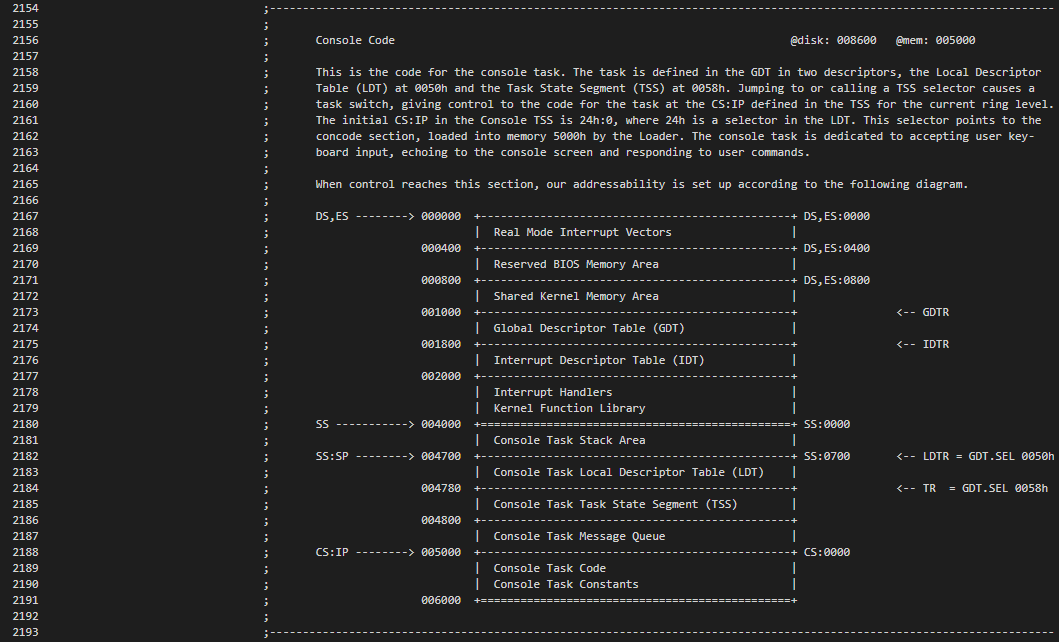 2154 ;-----------------------------------------------------------------------------------------------------------------------
2155 ;
2156 ;       Console Code                                                            @disk: 008600   @mem: 005000
2157 ;
2158 ;       This is the code for the console task. The task is defined in the GDT in two descriptors, the Local Descriptor
2159 ;       Table (LDT) at 0050h and the Task State Segment (TSS) at 0058h. Jumping to or calling a TSS selector causes a
2160 ;       task switch, giving control to the code for the task at the CS:IP defined in the TSS for the current ring level.
2161 ;       The initial CS:IP in the Console TSS is 24h:0, where 24h is a selector in the LDT. This selector points to the
2162 ;       concode section, loaded into memory 5000h by the Loader. The console task is dedicated to accepting user key-
2163 ;       board input, echoing to the console screen and responding to user commands.
2164 ;
2165 ;       When control reaches this section, our addressability is set up according to the following diagram.
2166 ;
2167 ;       DS,ES --------> 000000  +-----------------------------------------------+ DS,ES:0000
2168 ;                               |  Real Mode Interrupt Vectors                  |
2169 ;                       000400  +-----------------------------------------------+ DS,ES:0400
2170 ;                               |  Reserved BIOS Memory Area                    |
2171 ;                       000800  +-----------------------------------------------+ DS,ES:0800
2172 ;                               |  Shared Kernel Memory Area                    |
2173 ;                       001000  +-----------------------------------------------+               <-- GDTR
2174 ;                               |  Global Descriptor Table (GDT)                |
2175 ;                       001800  +-----------------------------------------------+               <-- IDTR
2176 ;                               |  Interrupt Descriptor Table (IDT)             |
2177 ;                       002000  +-----------------------------------------------+
2178 ;                               |  Interrupt Handlers                           |
2179 ;                               |  Kernel Function Library                      |
2180 ;       SS -----------> 004000  +===============================================+ SS:0000
2181 ;                               |  Console Task Stack Area                      |
2182 ;       SS:SP --------> 004700  +-----------------------------------------------+ SS:0700       <-- LDTR = GDT.SEL 0050h
2183 ;                               |  Console Task Local Descriptor Table (LDT)    |
2184 ;                       004780  +-----------------------------------------------+               <-- TR  = GDT.SEL 0058h
2185 ;                               |  Console Task Task State Segment (TSS)        |
2186 ;                       004800  +-----------------------------------------------+
2187 ;                               |  Console Task Message Queue                   |
2188 ;       CS:IP --------> 005000  +-----------------------------------------------+ CS:0000
2189 ;                               |  Console Task Code                            |
2190 ;                               |  Console Task Constants                       |
2191 ;                       006000  +===============================================+
2192 ;
2193 ;-----------------------------------------------------------------------------------------------------------------------